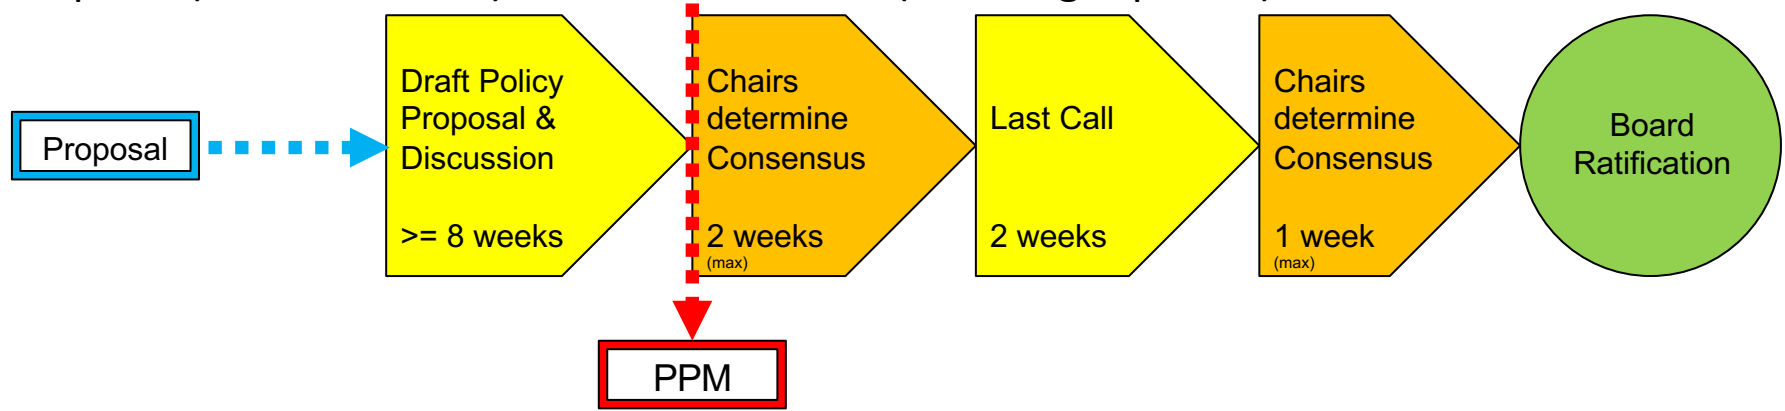 Proposal
Draft Policy
Proposal &
Discussion
>= 8 weeks
Chairs
determine
Consensus
2 weeks
(max)
Last Call
2 weeks
Chairs
determine
Consensus
1 week
(max)
Board
Ratification
PPM